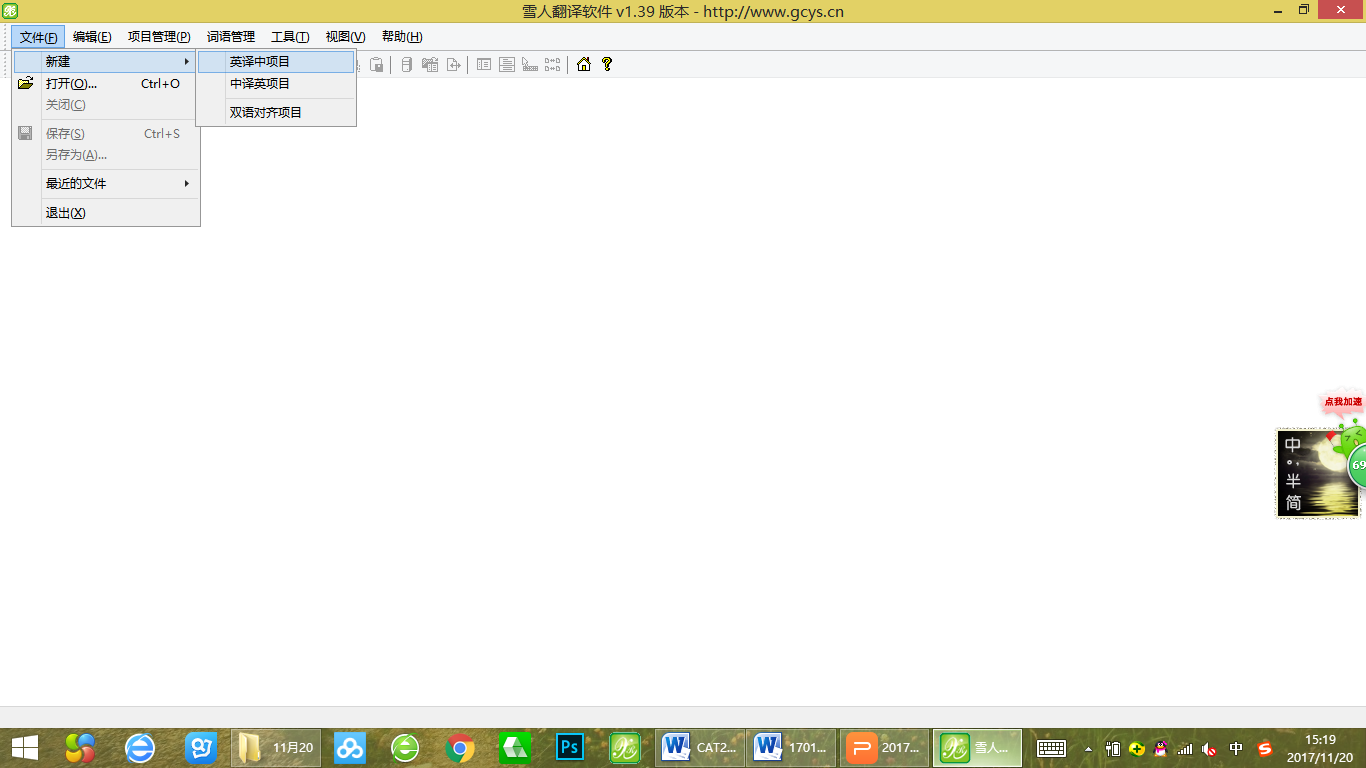 雪人翻译软件 v1.39 版本 - http://www.gcys.cn
文件(F) 编辑(E) 项目管理(P) 词语管理 工具(T) 视图(V) 帮助(H)
新建
英译中项目
打开(O)... Ctrl+O
中译英项目
关闭(C)
双语对齐项目
保存(S) Ctrl+S
另存为(A)...
最近的文件
退出(X)
点我加速
中
半
简
69
11月20
Ps
CAT2...
1701...
2017...
雪人...
中
15:19
2017/11/20